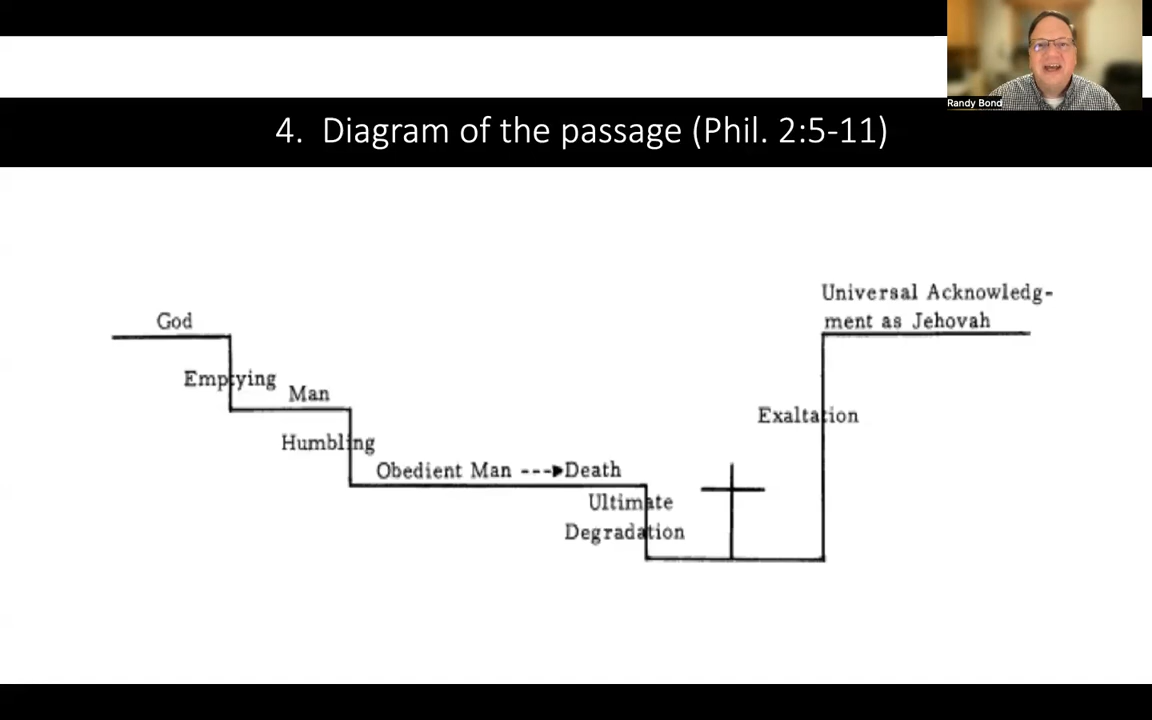 Randy Bond
4. Diagram of the passage (Phil. 2:5-11)
God
Emptying
Man
Humbling
Obedient Man ---▶Death
Ultimate
Degradation
Exaltation
Universal Acknowledg-
ment as Jehovah